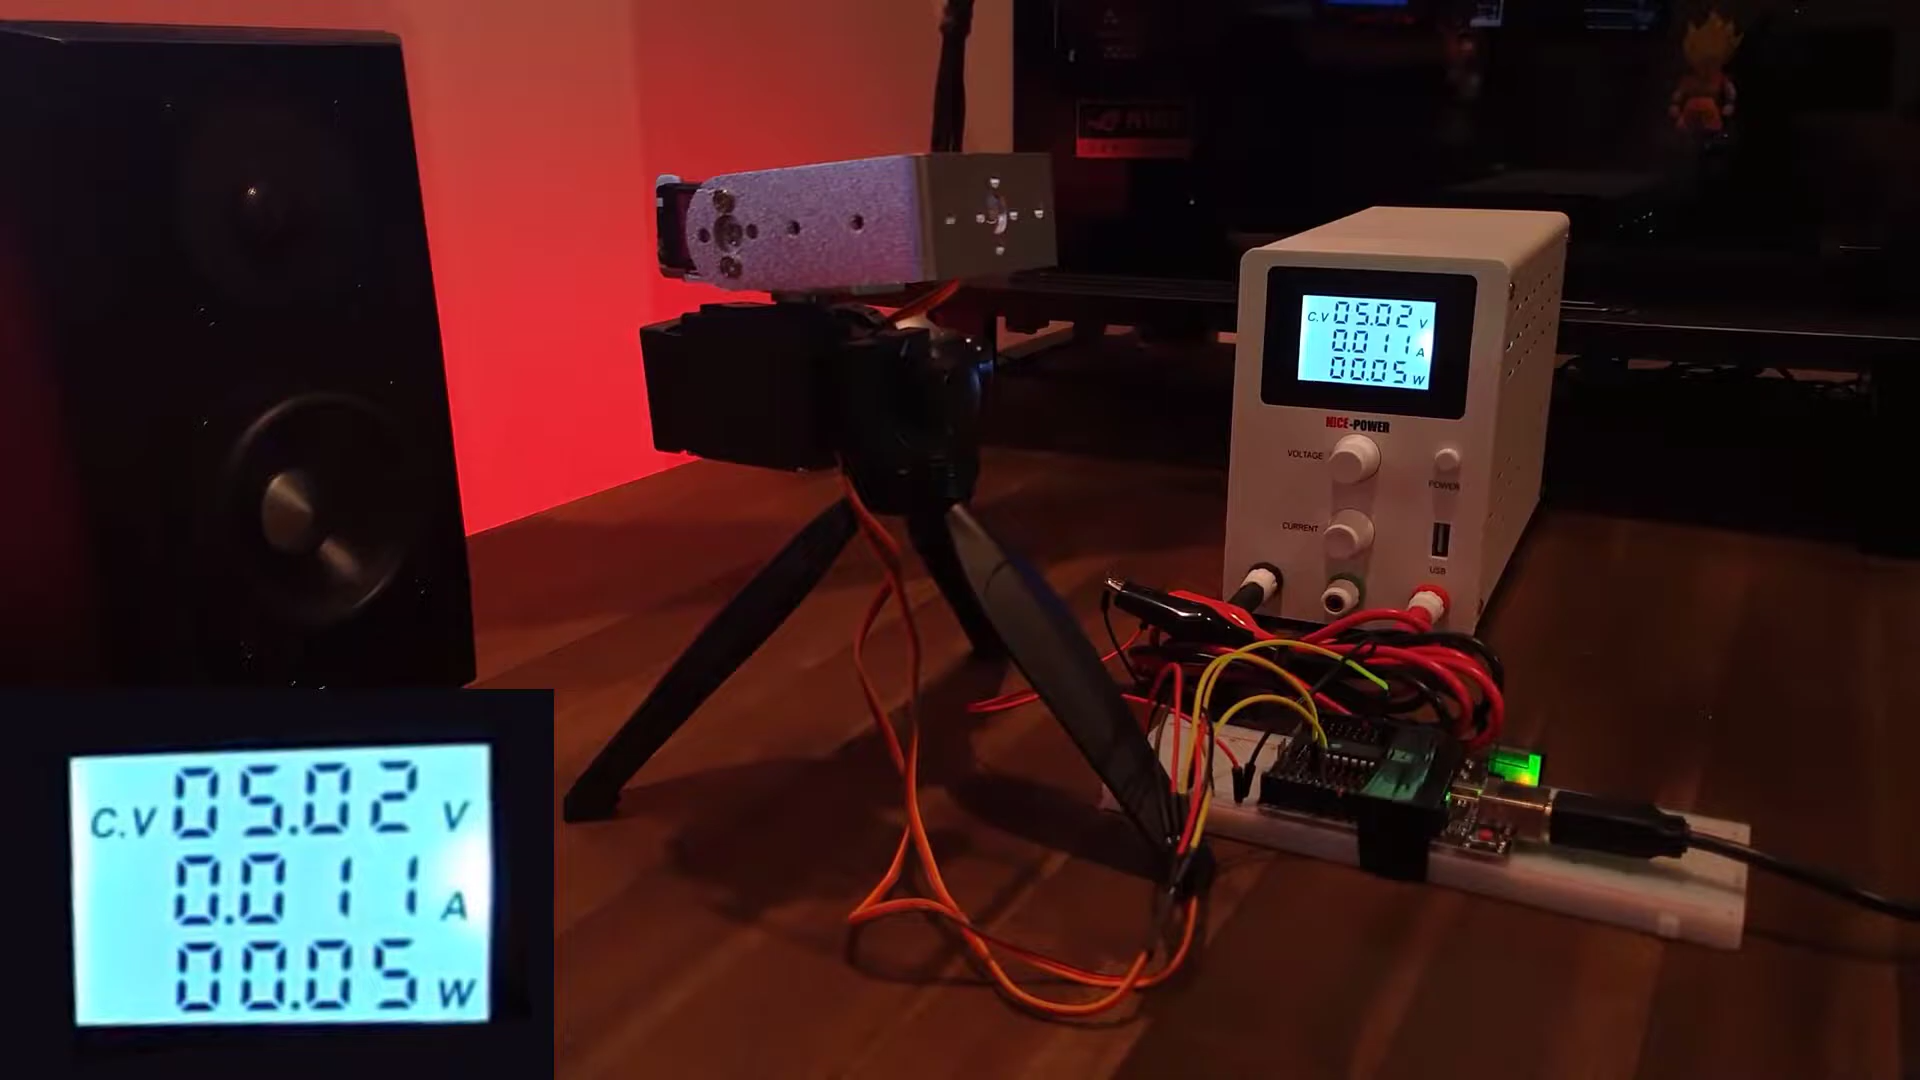 C.V 05.02 V
0.011 A
00.05 W
NICE-POWER
VOLTAGE
POWER
CURRENT
USB
C.V 05.02 V
0.011 A
00.05 W